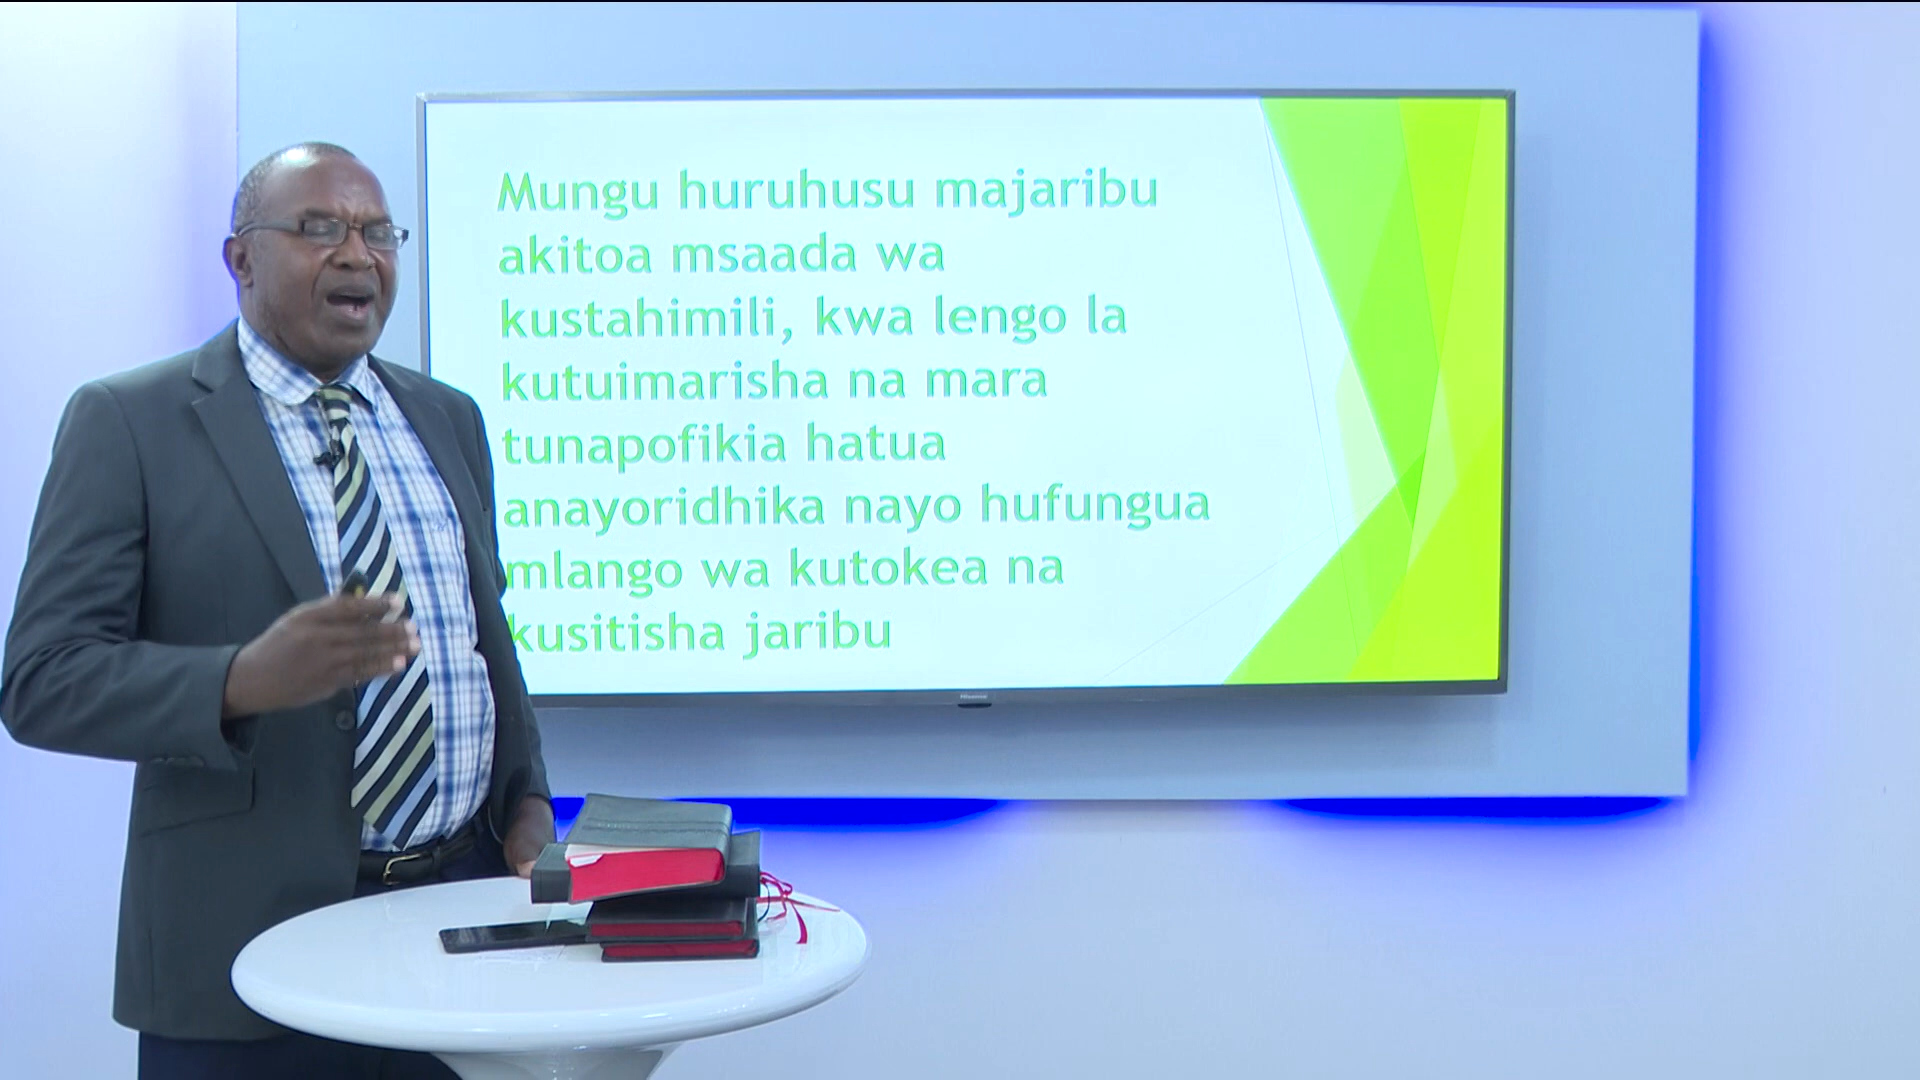 Mungu huruhusu majaribu
akitoa msaada wa
kustahimili, kwa lengo la
kutuimarisha na mara
tunapofikia hatua
anayoridhika nayo hufungua
mlango wa kutokea na
kusitisha jaribu
Hisense